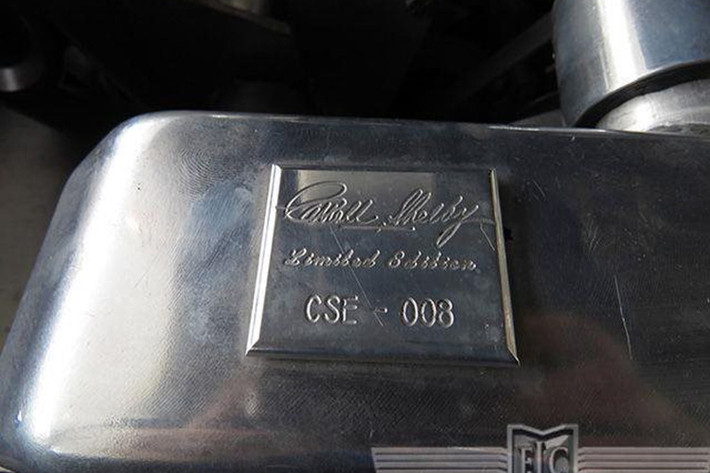 Carroll Shelby
Limited Edition
CSE - 008